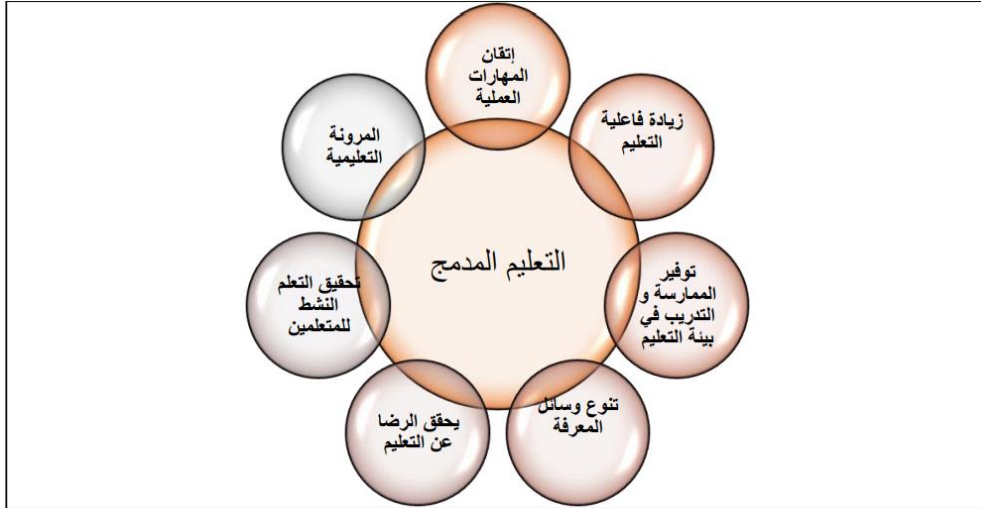 إتقان
المهارات
العملية
زيادة فاعلية
التعليم
توفير
الممارسة و
التدريب في
بيئة التعليم
تنوع وسائل
المعرفة
يحقق الرضا
عن التعليم
تحقيق التعلم
النشط
للمتعلمين
المرونة
التعليمية
التعليم المدمج